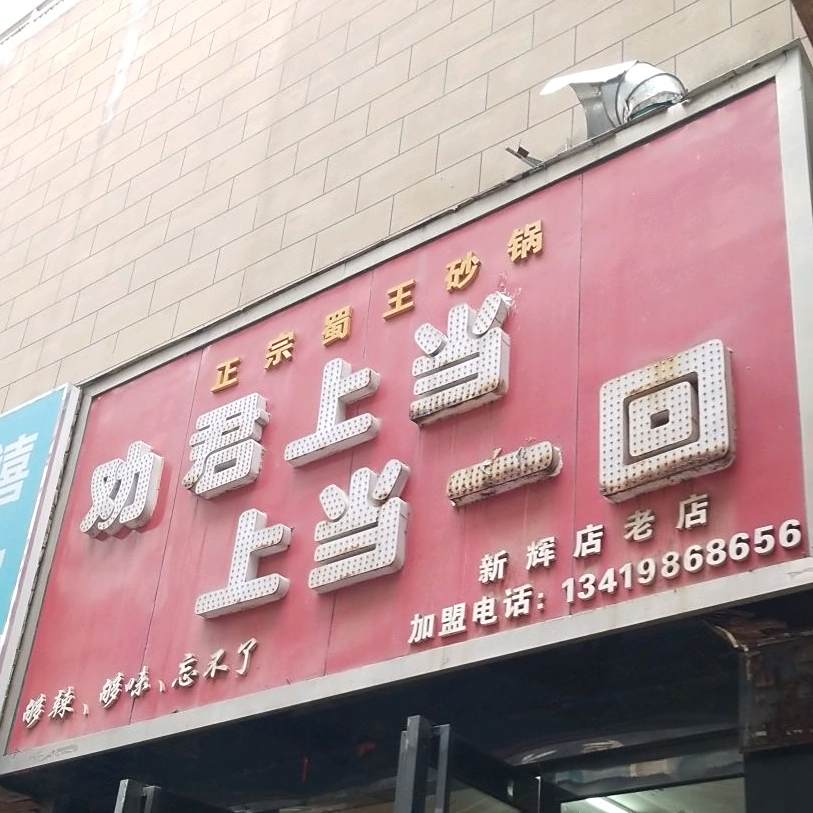 正宗蜀王砂锅
劝君上当
上当一回
新辉店老店
加盟电话：13419868656
够辣、够味、忘不了
禧